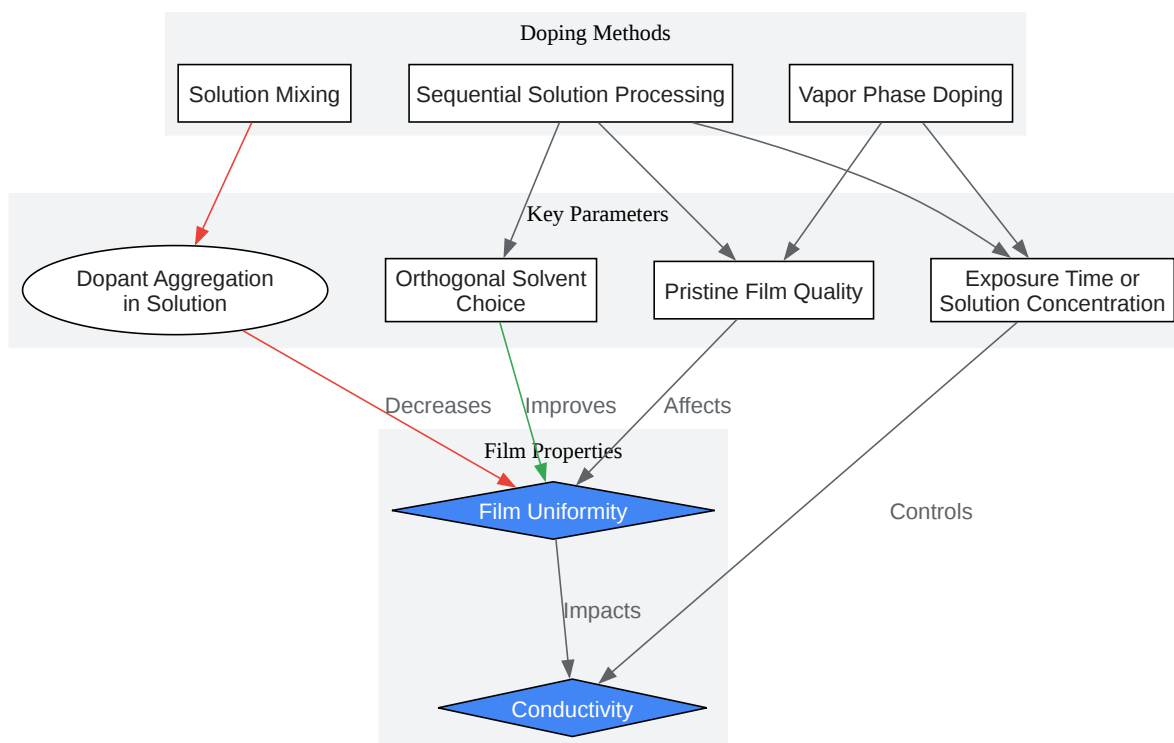 Doping Methods
Solution Mixing
Sequential Solution Processing
Vapor Phase Doping
Key Parameters
Dopant Aggregation
in Solution
Orthogonal Solvent
Choice
Pristine Film Quality
Exposure Time or
Solution Concentration
Decreases
Improves
Affects
Film Properties
Film Uniformity
Controls
Impacts
Conductivity